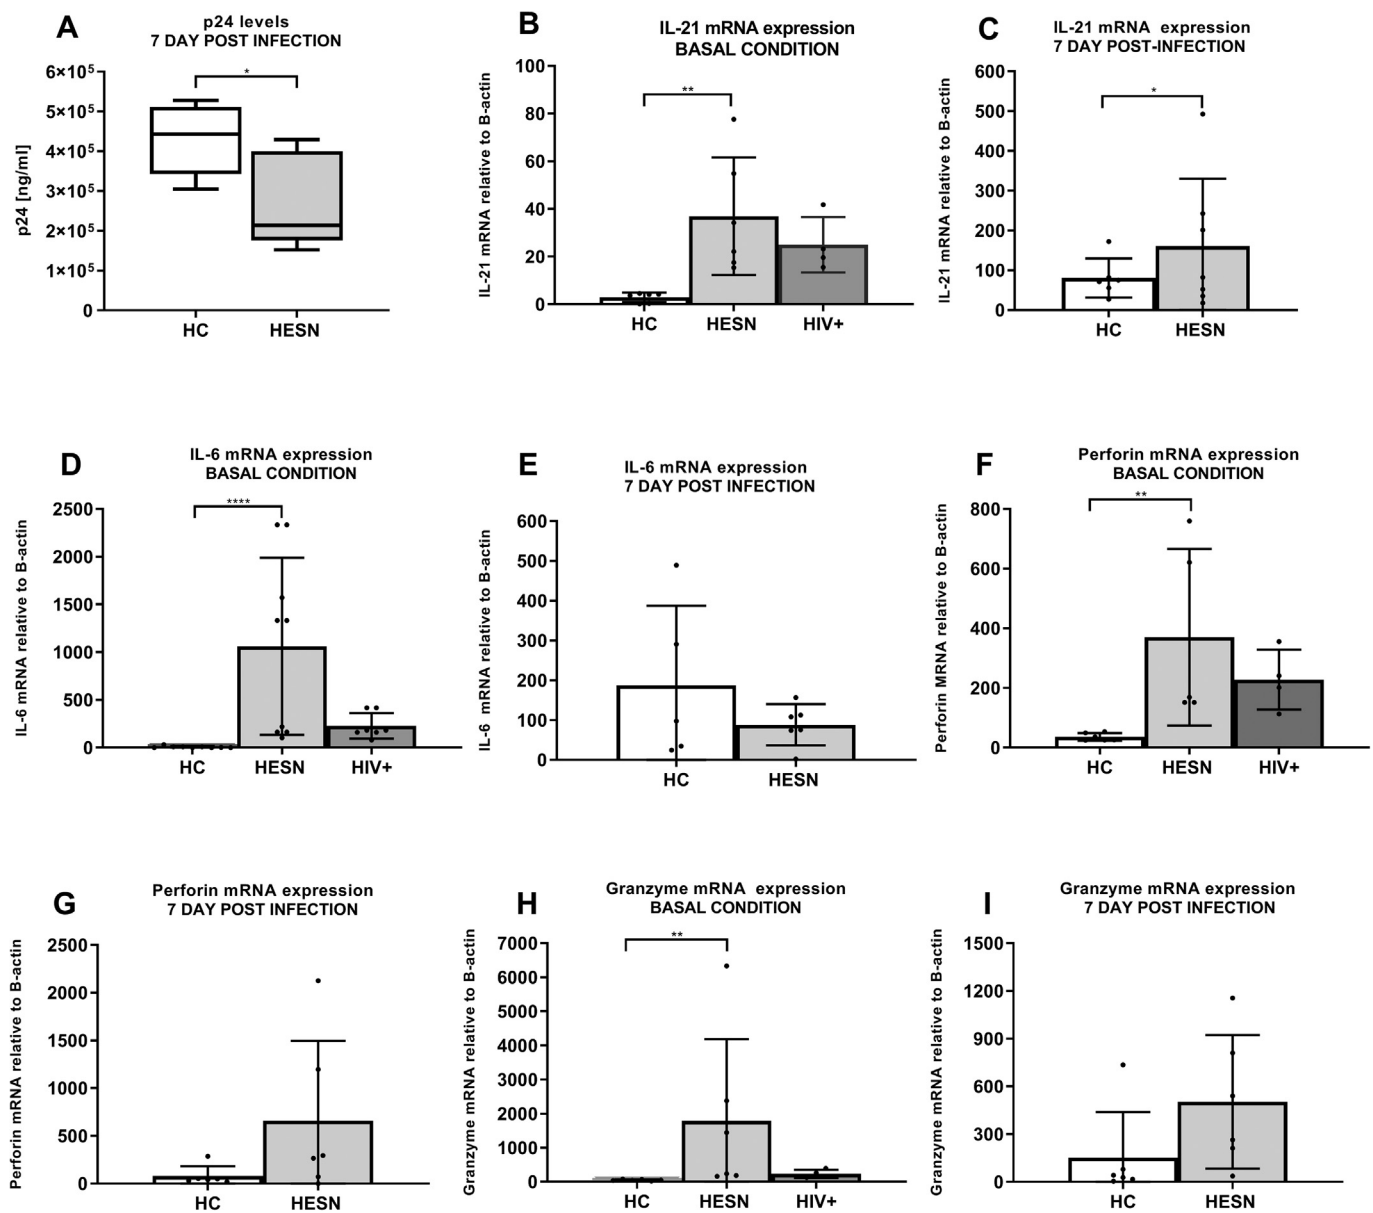 A
p24 levels
7 DAY POST INFECTION
p24 [ng/ml]
6×10⁵
5×10⁵
4×10⁵
3×10⁵
2×10⁵
1×10⁵
0
*
HC
HESN
B
IL-21 mRNA expression
BASAL CONDITION
IL-21 mRNA relative to B-actin
100
80
60
40
20
0
**
HC
HESN
HIV+
C
IL-21 mRNA expression
7 DAY POST-INFECTION
IL-21 mRNA relative to B-actin
600
500
400
300
200
100
0
*
HC
HESN
D
IL-6 mRNA expression
BASAL CONDITION
IL-6 mRNA relative to B-actin
2500
2000
1500
1000
500
0
****
HC
HESN
HIV+
E
IL-6 mRNA expression
7 DAY POST INFECTION
IL-6 mRNA relative to B-actin
600
500
400
300
200
100
0
HC
HESN
F
Perforin mRNA expression
BASAL CONDITION
Perforin MRNA relative to B-actin
800
600
400
200
0
**
HC
HESN
HIV+
G
Perforin mRNA expression
7 DAY POST INFECTION
Perforin mRNA relative to B-actin
2500
2000
1500
1000
500
0
HC
HESN
H
Granzyme mRNA expression
BASAL CONDITION
Granzyme mRNA relative to B-actin
7000
6000
5000
4000
3000
2000
1000
0
**
HC
HESN
HIV+
I
Granzyme mRNA expression
7 DAY POST INFECTION
Granzyme mRNA relative to B-actin
1500
1200
900
600
300
0
HC
HESN